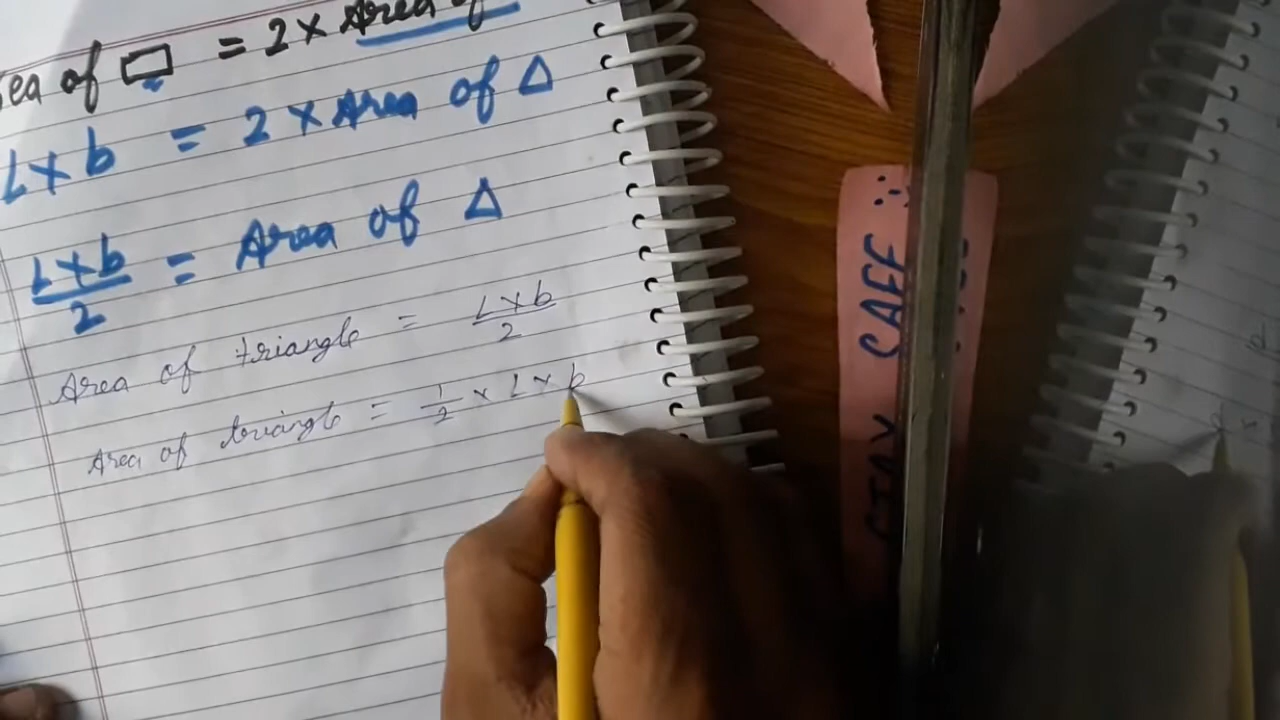 ea of ▭ = 2 × Area of
L × b = 2 × Area of Δ
L × b / 2 = Area of Δ
Area of triangle = L × b / 2
Area of triangle = 1/2 × L × b
STAY SAFE